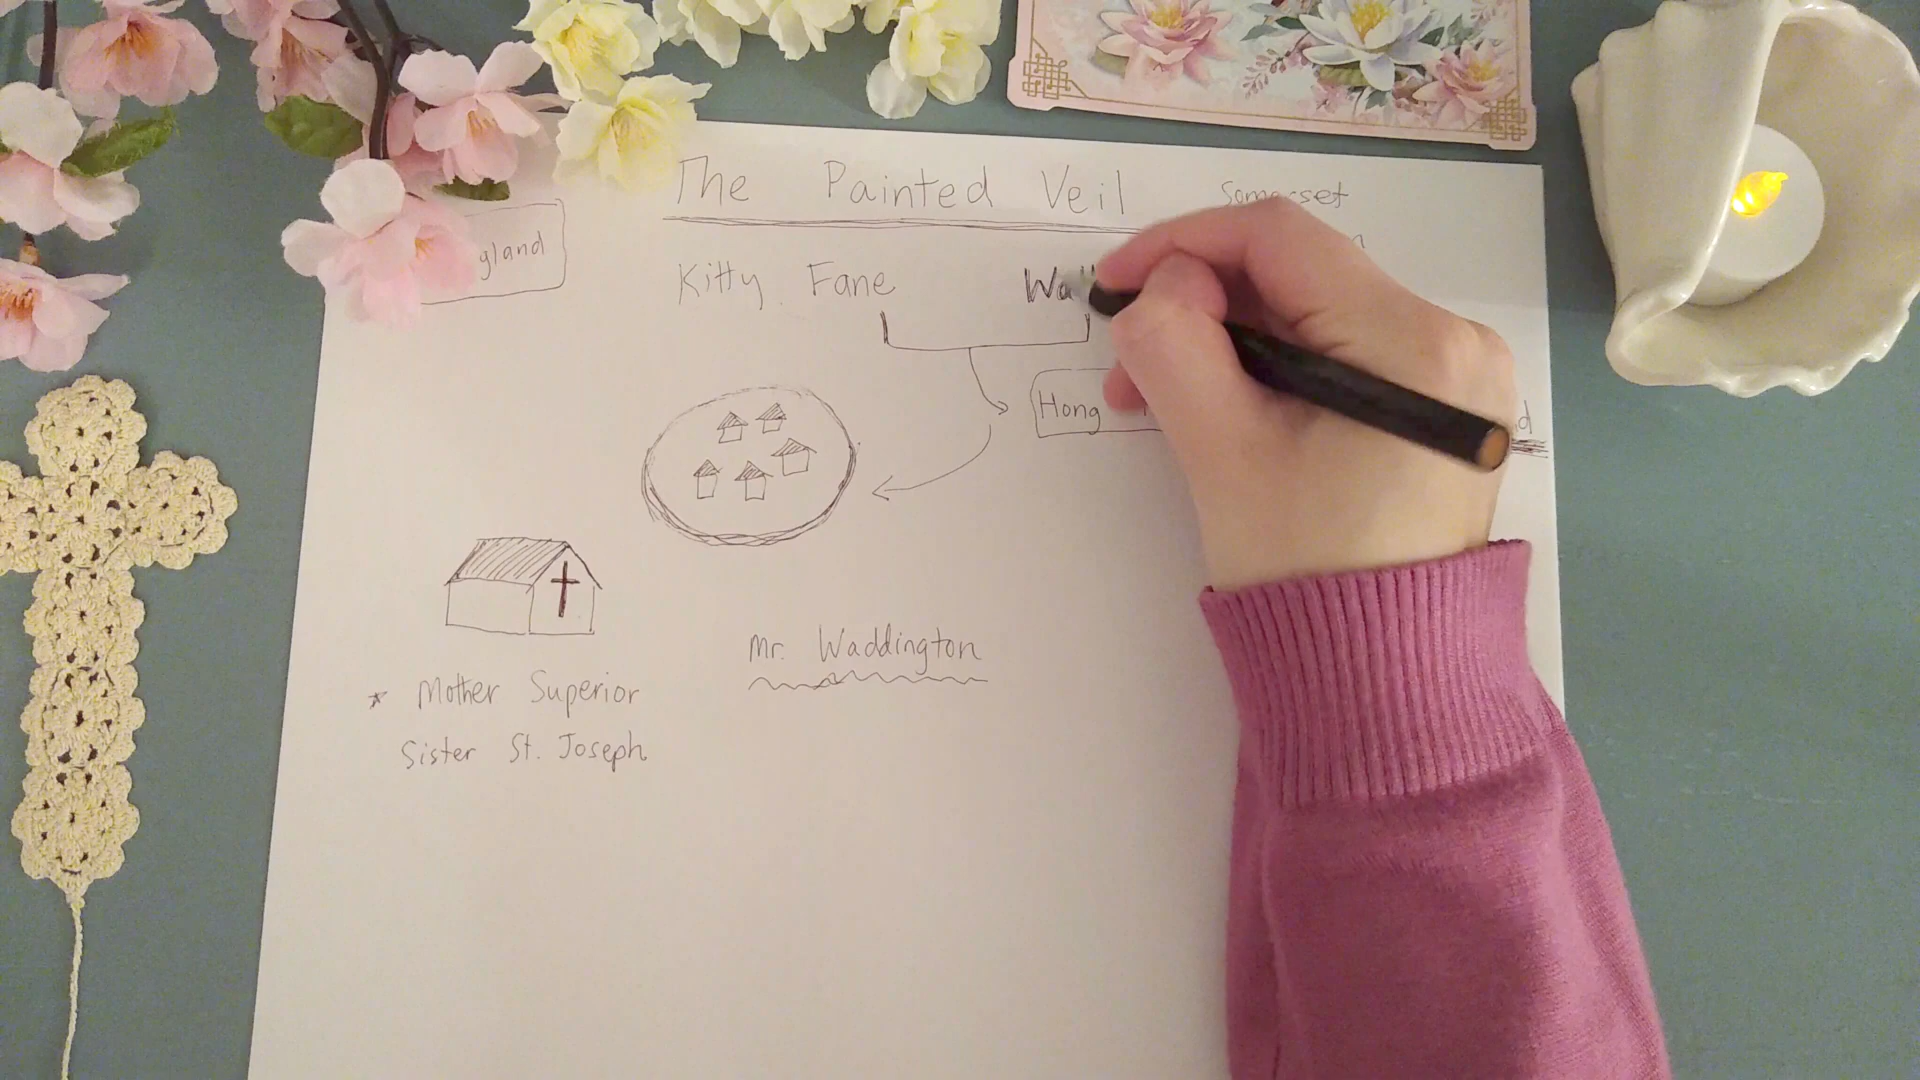 The Painted Veil
Somerset
gland
Kitty Fane
Wa
Hong
Mr. Waddington
* Mother Superior
Sister St. Joseph